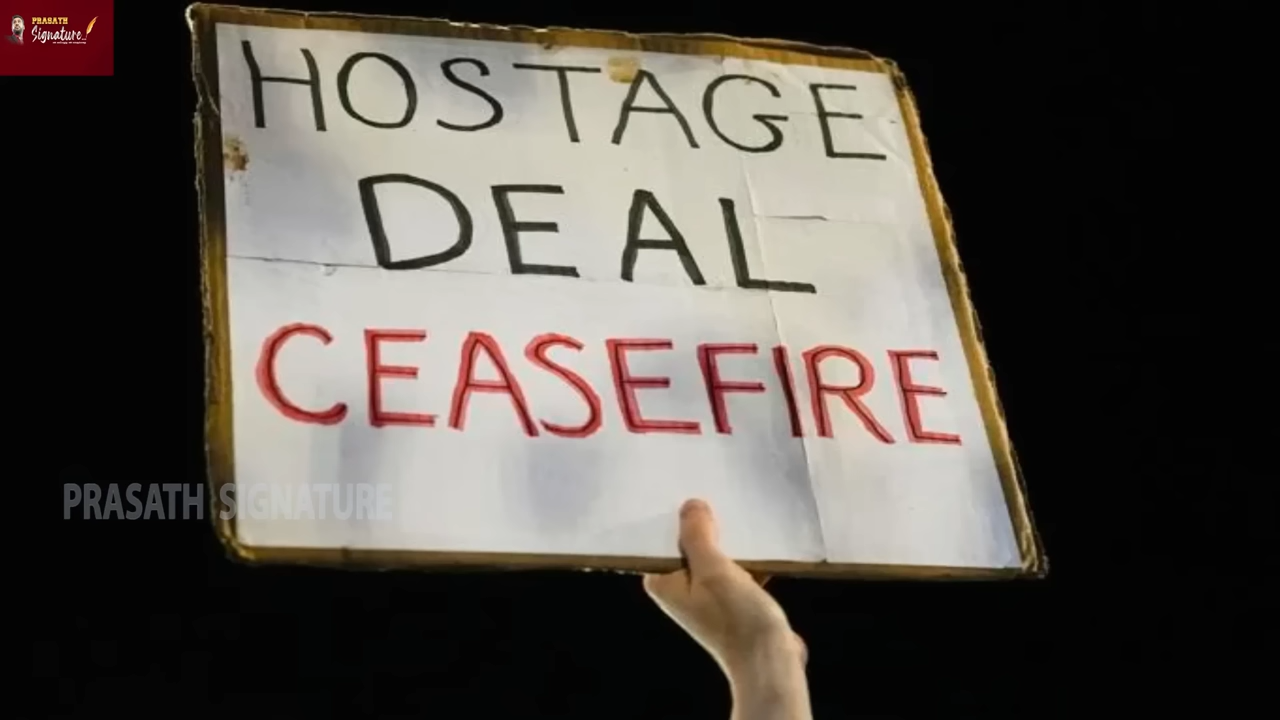 PRASATH
Signature..!
HOSTAGE
DEAL
CEASEFIRE
PRASATH SIGNATURE